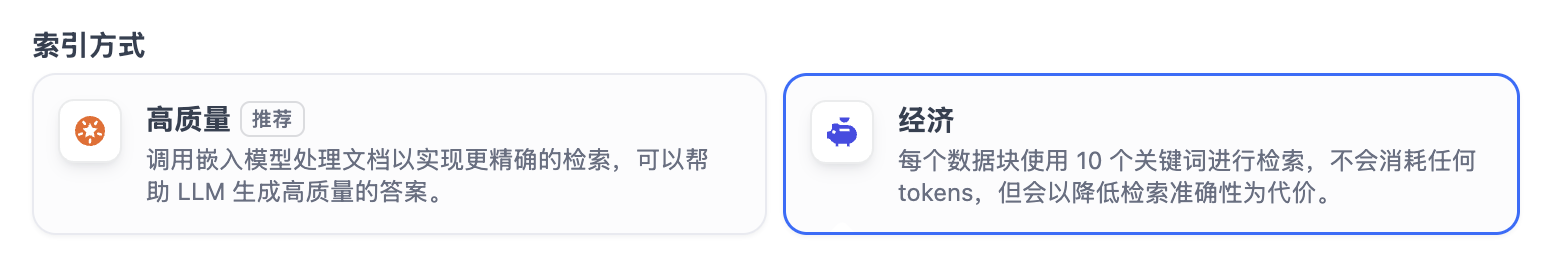 索引方式
高质量 推荐
调用嵌入模型处理文档以实现更精确的检索，可以帮
助 LLM 生成高质量的答案。
经济
每个数据块使用 10 个关键词进行检索，不会消耗任何
tokens，但会以降低检索准确性为代价。